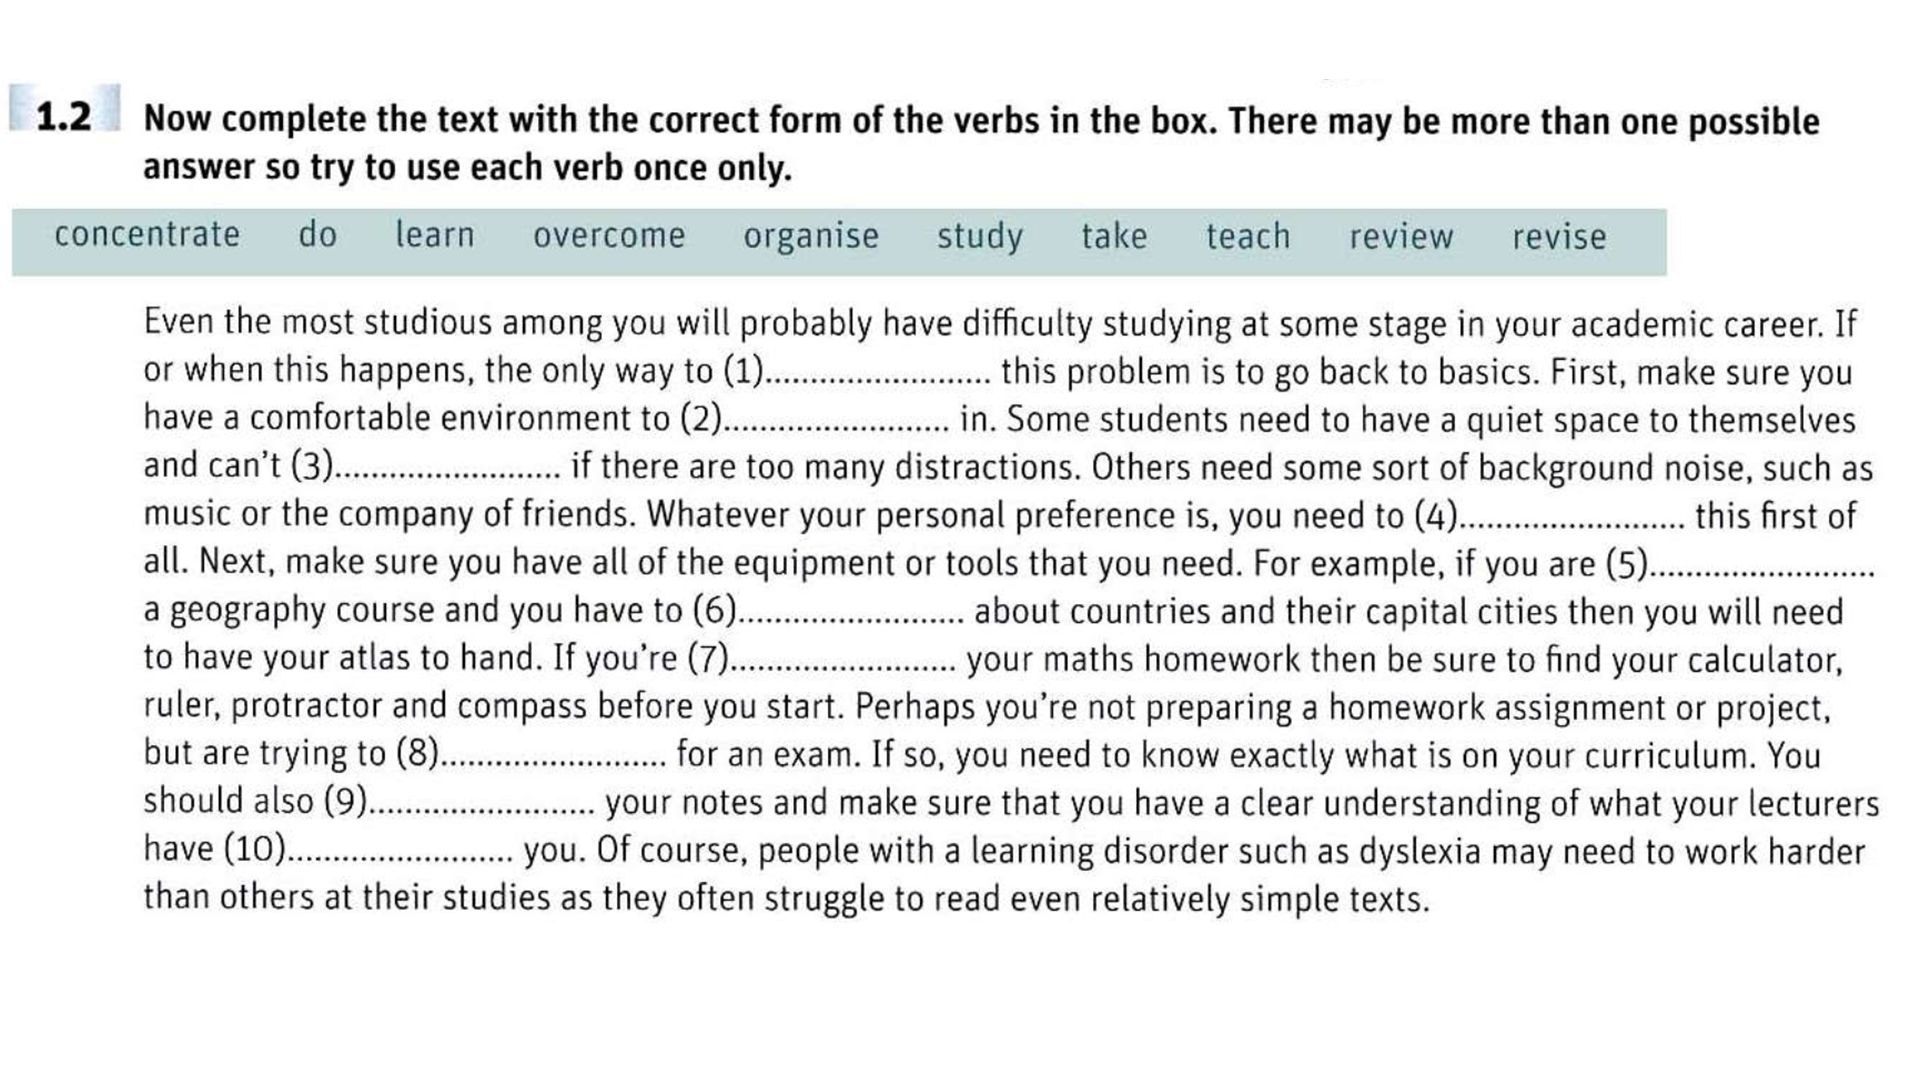 1.2 Now complete the text with the correct form of the verbs in the box. There may be more than one possible
answer so try to use each verb once only.
concentrate do learn overcome organise study take teach review revise
Even the most studious among you will probably have difficulty studying at some stage in your academic career. If
or when this happens, the only way to (1)......................... this problem is to go back to basics. First, make sure you
have a comfortable environment to (2)......................... in. Some students need to have a quiet space to themselves
and can't (3)......................... if there are too many distractions. Others need some sort of background noise, such as
music or the company of friends. Whatever your personal preference is, you need to (4)......................... this first of
all. Next, make sure you have all of the equipment or tools that you need. For example, if you are (5).........................
a geography course and you have to (6)......................... about countries and their capital cities then you will need
to have your atlas to hand. If you're (7)......................... your maths homework then be sure to find your calculator,
ruler, protractor and compass before you start. Perhaps you're not preparing a homework assignment or project,
but are trying to (8)......................... for an exam. If so, you need to know exactly what is on your curriculum. You
should also (9)......................... your notes and make sure that you have a clear understanding of what your lecturers
have (10)......................... you. Of course, people with a learning disorder such as dyslexia may need to work harder
than others at their studies as they often struggle to read even relatively simple texts.